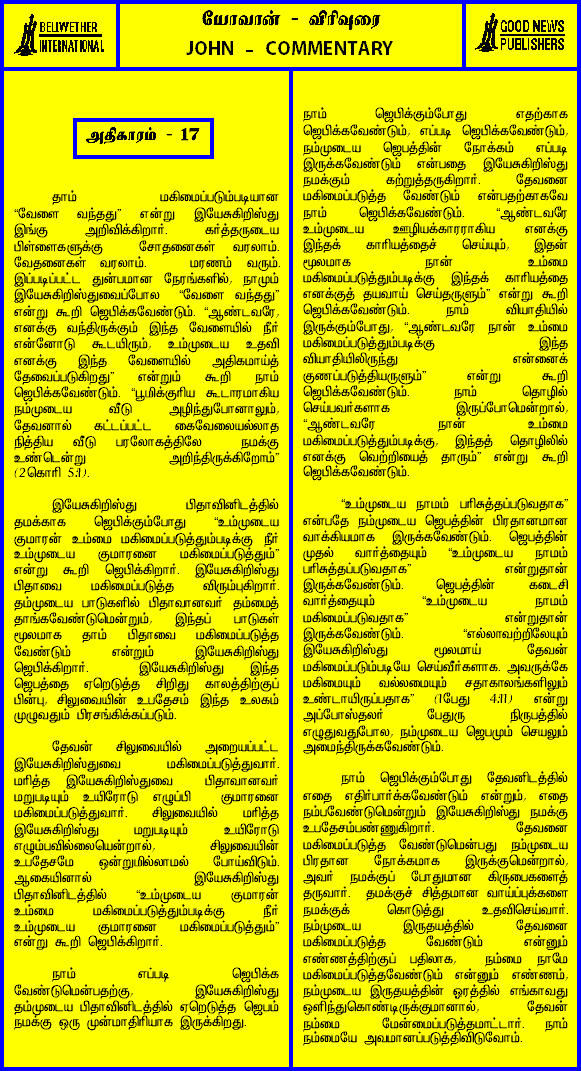 BELLWETHER
INTERNATIONAL
யோவான் - விரிவுரை
JOHN - COMMENTARY
GOOD NEWS
PUBLISHERS
அதிகாரம் - 17
தாம் மகிமைப்படும்படியான
“வேளை வந்தது” என்று இயேசுகிறிஸ்து
இங்கு அறிவிக்கிறார். கர்த்தருடைய
பிள்ளைகளுக்கு சோதனைகள் வரலாம்.
வேதனைகள் வரலாம். மரணம் வரும்.
இப்படிப்பட்ட துன்பமான நேரங்களில், நாமும்
இயேசுகிறிஸ்துவைப்போல “வேளை வந்தது”
என்று கூறி ஜெபிக்கவேண்டும். “ஆண்டவரே,
எனக்கு வந்திருக்கும் இந்த வேளையில் நீர்
என்னோடு கூடயிரும், உம்முடைய உதவி
எனக்கு இந்த வேளையில் அதிகமாய்த்
தேவைப்படுகிறது” என்றும் கூறி நாம்
ஜெபிக்கவேண்டும். “பூமிக்குரிய கூடாரமாகிய
நம்முடைய வீடு அழிந்துபோனாலும்,
தேவனால் கட்டப்பட்ட கைவேலையல்லாத
நித்திய வீடு பரலோகத்திலே நமக்கு
உண்டென்று அறிந்திருக்கிறோம்”
(2கொரி 5:1).
இயேசுகிறிஸ்து பிதாவினிடத்தில்
தமக்காக ஜெபிக்கும்போது “உம்முடைய
குமாரன் உம்மை மகிமைப்படுத்தும்படிக்கு நீர்
உம்முடைய குமாரனை மகிமைப்படுத்தும்”
என்று கூறி ஜெபிக்கிறார். இயேசுகிறிஸ்து
பிதாவை மகிமைப்படுத்த விரும்புகிறார்.
தம்முடைய பாடுகளில் பிதாவானவர் தம்மைத்
தாங்கவேண்டுமென்றும், இந்தப் பாடுகள்
மூலமாக தாம் பிதாவை மகிமைப்படுத்த
வேண்டும் என்றும் இயேசுகிறிஸ்து
ஜெபிக்கிறார். இயேசுகிறிஸ்து இந்த
ஜெபத்தை ஏறெடுத்த சிறிது காலத்திற்குப்
பின்பு, சிலுவையின் உபதேசம் இந்த உலகம்
முழுவதும் பிரசங்கிக்கப்படும்.
தேவன் சிலுவையில் அறையப்பட்ட
இயேசுகிறிஸ்துவை மகிமைப்படுத்துவார்.
மரித்த இயேசுகிறிஸ்துவை பிதாவானவர்
மறுபடியும் உயிரோடு எழுப்பி குமாரனை
மகிமைப்படுத்துவார். சிலுவையில் மரித்த
இயேசுகிறிஸ்து மறுபடியும் உயிரோடு
எழும்பவில்லையென்றால், சிலுவையின்
உபதேசமே ஒன்றுமில்லாமல் போய்விடும்.
ஆகையினால் இயேசுகிறிஸ்து
பிதாவினிடத்தில் “உம்முடைய குமாரன்
உம்மை மகிமைப்படுத்தும்படிக்கு நீர்
உம்முடைய குமாரனை மகிமைப்படுத்தும்”
என்று கூறி ஜெபிக்கிறார்.
நாம் எப்படி ஜெபிக்க
வேண்டுமென்பதற்கு, இயேசுகிறிஸ்து
தம்முடைய பிதாவினிடத்தில் ஏறெடுத்த ஜெபம்
நமக்கு ஒரு முன்மாதிரியாக இருக்கிறது.
நாம் ஜெபிக்கும்போது எதற்காக
ஜெபிக்கவேண்டும், எப்படி ஜெபிக்கவேண்டும்,
நம்முடைய ஜெபத்தின் நோக்கம் எப்படி
இருக்கவேண்டும் என்பதை இயேசுகிறிஸ்து
நமக்கும் கற்றுத்தருகிறார். தேவனை
மகிமைப்படுத்த வேண்டும் என்பதற்காகவே
நாம் ஜெபிக்கவேண்டும். “ஆண்டவரே
உம்முடைய ஊழியக்காரராகிய எனக்கு
இந்தக் காரியத்தைச் செய்யும், இதன்
மூலமாக நான் உம்மை
மகிமைப்படுத்தும்படிக்கு இந்தக் காரியத்தை
எனக்குத் தயவாய் செய்தருளும்” என்று கூறி
ஜெபிக்கவேண்டும். நாம் வியாதியில்
இருக்கும்போது, “ஆண்டவரே நான் உம்மை
மகிமைப்படுத்தும்படிக்கு இந்த
வியாதியிலிருந்து என்னைக்
குணப்படுத்தியருளும்” என்று கூறி
ஜெபிக்கவேண்டும். நாம் தொழில்
செய்பவர்களாக இருப்போமென்றால்,
“ஆண்டவரே நான் உம்மை
மகிமைப்படுத்தும்படிக்கு, இந்தத் தொழிலில்
எனக்கு வெற்றியைத் தாரும்” என்று கூறி
ஜெபிக்கவேண்டும்.
“உம்முடைய நாமம் பரிசுத்தப்படுவதாக”
என்பதே நம்முடைய ஜெபத்தின் பிரதானமான
வாக்கியமாக இருக்கவேண்டும். ஜெபத்தின்
முதல் வார்த்தையும் “உம்முடைய நாமம்
பரிசுத்தப்படுவதாக” என்றுதான்
இருக்கவேண்டும். ஜெபத்தின் கடைசி
வார்த்தையும் “உம்முடைய நாமம்
மகிமைப்படுவதாக” என்றுதான்
இருக்கவேண்டும். “எல்லாவற்றிலேயும்
இயேசுகிறிஸ்து மூலமாய் தேவன்
மகிமைப்படும்படியே செய்வீர்களாக. அவருக்கே
மகிமையும் வல்லமையும் சதாகாலங்களிலும்
உண்டாயிருப்பதாக” (1பேது 4:11) என்று
அப்போஸ்தலர் பேதுரு நிருபத்தில்
எழுதுவதுபோல, நம்முடைய ஜெபமும் செயலும்
அமைந்திருக்கவேண்டும்.
நாம் ஜெபிக்கும்போது தேவனிடத்தில்
எதை எதிர்பார்க்கவேண்டும் என்றும், எதை
நம்பவேண்டுமென்றும் இயேசுகிறிஸ்து நமக்கு
உபதேசம்பண்ணுகிறார். தேவனை
மகிமைப்படுத்த வேண்டுமென்பது நம்முடைய
பிரதான நோக்கமாக இருக்குமென்றால்,
அவர் நமக்குப் போதுமான கிருபைகளைத்
தருவார். தமக்குச் சித்தமான வாய்ப்புக்களை
நமக்குக் கொடுத்து உதவிசெய்வார்.
நம்முடைய இருதயத்தில் தேவனை
மகிமைப்படுத்த வேண்டும் என்னும்
எண்ணத்திற்குப் பதிலாக, நம்மை நாமே
மகிமைப்படுத்தவேண்டும் என்னும் எண்ணம்,
நம்முடைய இருதயத்தின் ஓரத்தில் எங்காவது
ஒளிந்துகொண்டிருக்குமானால், தேவன்
நம்மை மேன்மைப்படுத்தமாட்டார். நாம்
நம்மையே அவமானப்படுத்திவிடுவோம்.